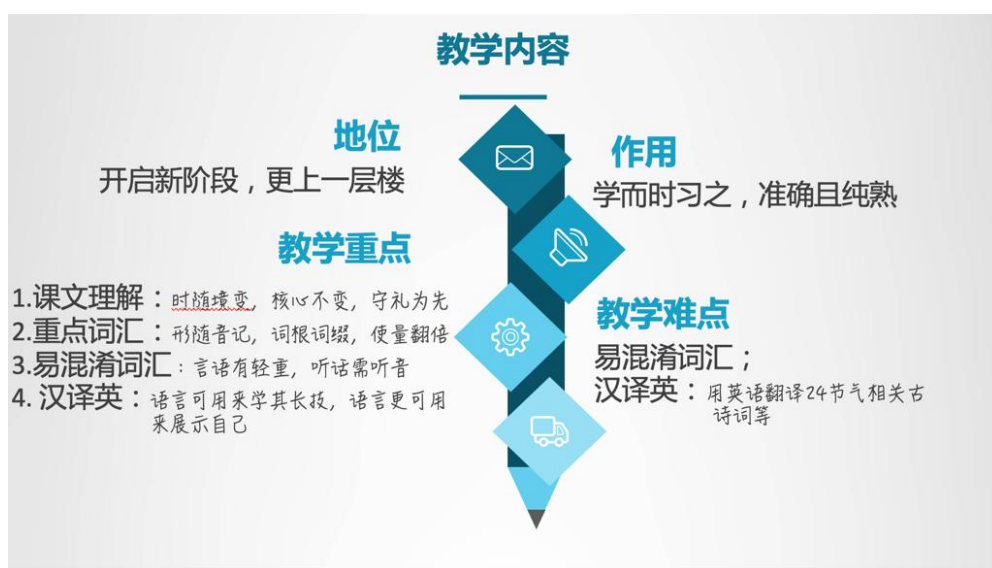 教学内容
地位
开启新阶段，更上一层楼
作用
学而时习之，准确且纯熟
教学重点
1.课文理解：时随境变，核心不变，守礼为先
2.重点词汇：形随音记，词根词缀，使量翻倍
3.易混淆词汇：言语有轻重，听话需听音
4. 汉译英：语言可用来学其长技，语言更可用
来展示自己
教学难点
易混淆词汇；
汉译英：用英语翻译24节气相关古
诗词等